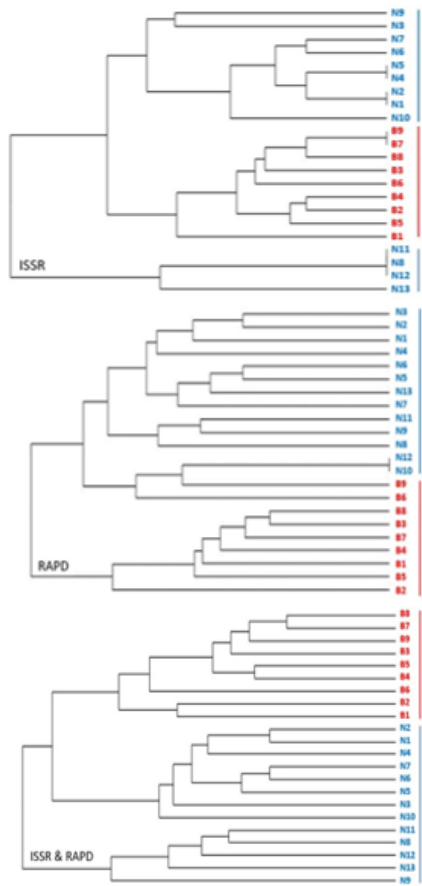 N9
N3
N7
N6
N5
N4
N2
N1
N10
B9
B7
B8
B3
B6
B4
B2
B5
B1
N11
N8
N12
N13
ISSR
N3
N2
N1
N4
N6
N5
N13
N7
N11
N9
N8
N12
N10
B9
B6
B8
B3
B7
B4
B1
B5
B2
RAPD
B8
B7
B9
B3
B5
B4
B6
B2
B1
N2
N1
N4
N7
N6
N5
N3
N10
N11
N8
N12
N13
N9
ISSR & RAPD